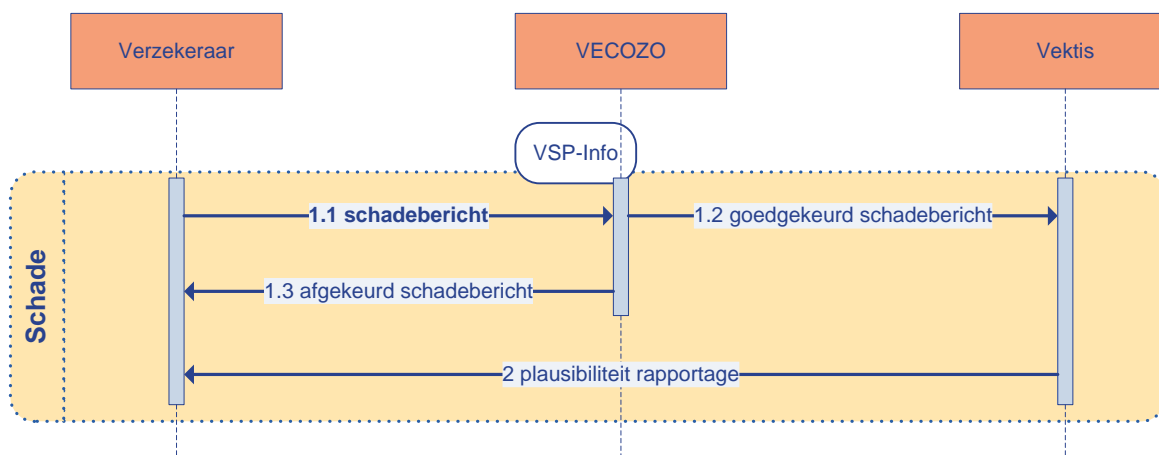 Verzekeraar
VECOZO
Vektis
VSP-Info
Schade
1.1 schadebericht
1.2 goedgekeurd schadebericht
1.3 afgekeurd schadebericht
2 plausibiliteit rapportage